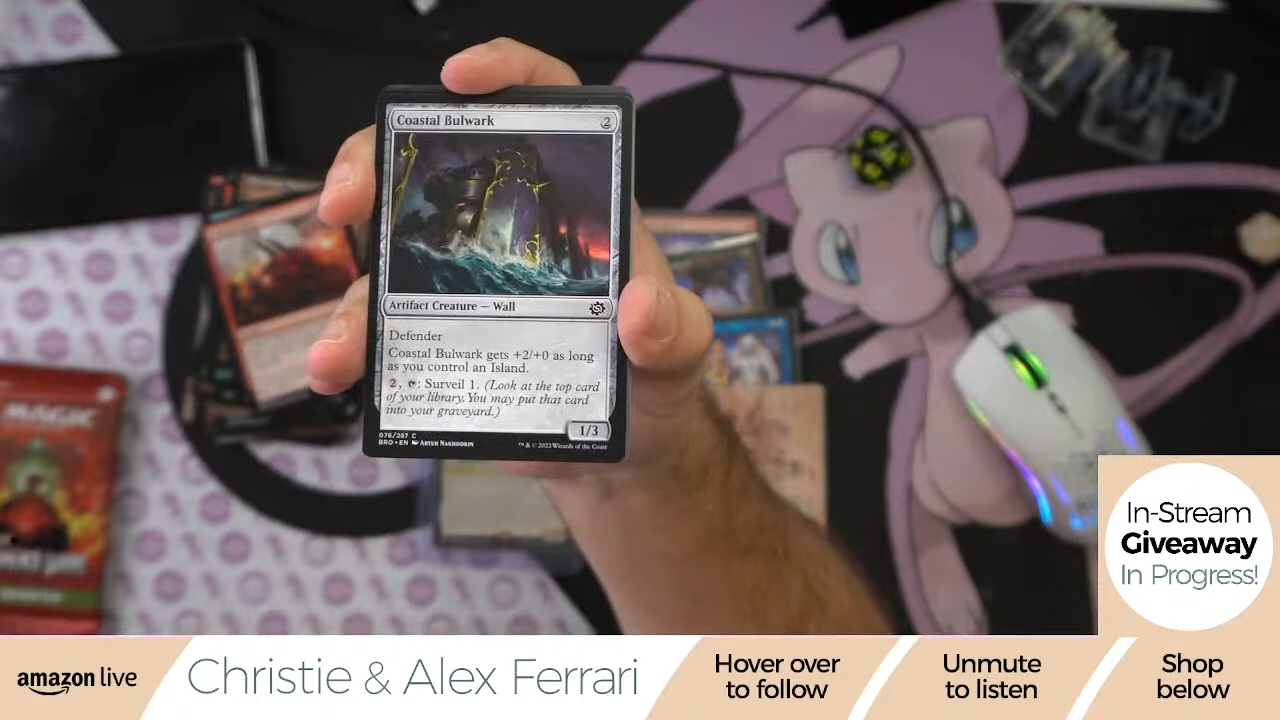 Coastal Bulwark 2
Artifact Creature — Wall
Defender
Coastal Bulwark gets +2/+0 as long
as you control an Island.
2, : Surveil 1. (Look at the top card
of your library. You may put that card
into your graveyard.)
1/3
076/287 C
BRO • EN Artur Nakhodkin
™ & © 2022 Wizards of the Coast
MAGIC
In-Stream
Giveaway
In Progress!
amazon live
Christie & Alex Ferrari
Hover over
to follow
Unmute
to listen
Shop
below